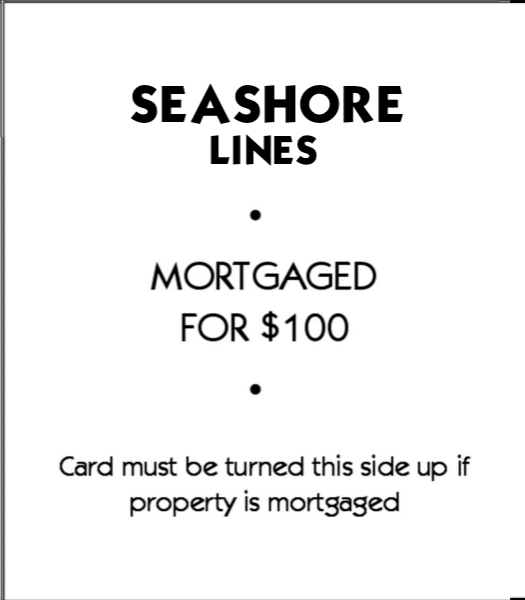 SEASHORE
LINES
•
MORTGAGED
FOR $100
•
Card must be turned this side up if
property is mortgaged